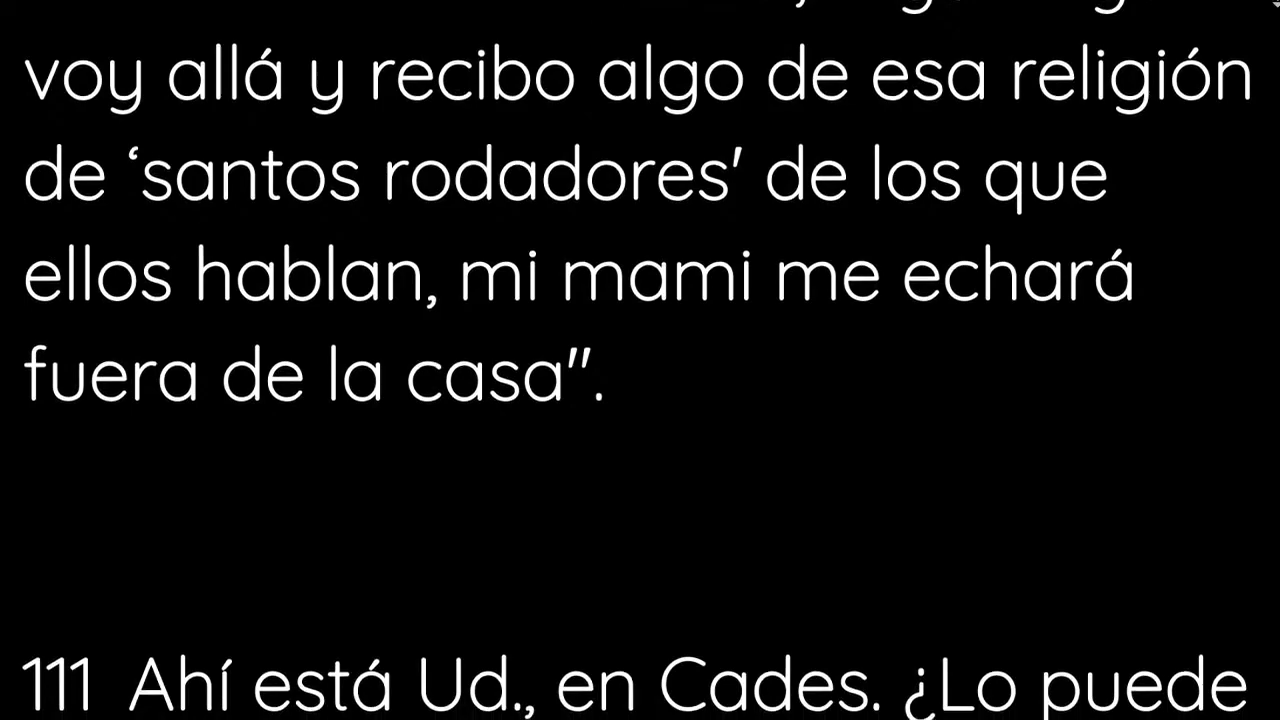 voy allá y recibo algo de esa religión
de ‘santos rodadores' de los que
ellos hablan, mi mami me echará
fuera de la casa".
111 Ahí está Ud., en Cades. ¿Lo puede